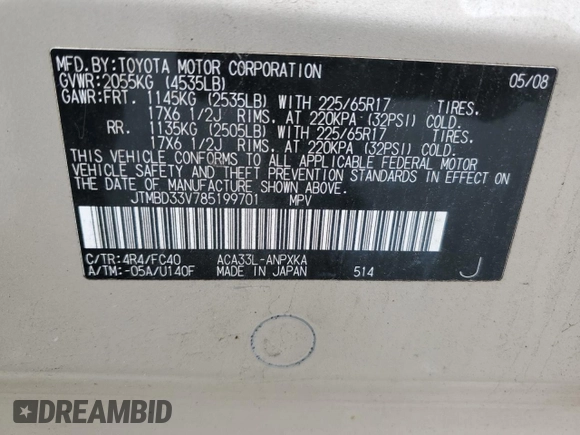 MFD.BY:TOYOTA MOTOR CORPORATION 05/08
GVWR:2055KG (4535LB)
GAWR:FRT. 1145KG (2535LB) WITH 225/65R17 TIRES.
17X6 1/2J RIMS. AT 220KPA (32PSI) COLD.
RR. 1135KG (2505LB) WITH 225/65R17 TIRES.
17X6 1/2J RIMS. AT 220KPA (32PSI) COLD.
THIS VEHICLE CONFORMS TO ALL APPLICABLE FEDERAL MOTOR
VEHICLE SAFETY AND THEFT PREVENTION STANDARDS IN EFFECT
ON THE DATE OF MANUFACTURE SHOWN ABOVE.
JTMBD33V785199701 MPV
C/TR:4R4/FC40 ACA33L-ANPXKA
A/TM:-05A/U140F MADE IN JAPAN 514 J
DREAMBID